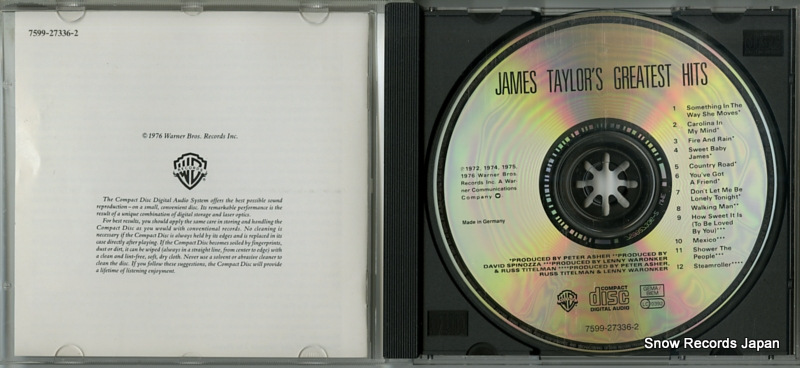 7599-27336-2
© 1976 Warner Bros. Records Inc.
The Compact Disc Digital Audio System offers the best possible sound
reproduction—on a small, convenient disc. Its remarkable performance is the
result of a unique combination of digital storage and laser optics.
For best results, you should apply the same care in storing and handling the
Compact Disc as you would with conventional records. No cleaning is
necessary if the Compact Disc is always held by its edges and is replaced in its
case directly after playing. If the Compact Disc becomes soiled by fingerprints,
dust or dirt, it can be wiped (always in a straight line, from center to edge) with
a clean and lint-free, soft, dry cloth. Never use a solvent or abrasive cleaner to
clean the disc. If you follow these suggestions, the Compact Disc will provide
a lifetime of listening enjoyment.
JAMES TAYLOR'S GREATEST HITS
1 Something In The
Way She Moves*
2 Carolina In
My Mind*
3 Fire And Rain*
4 Sweet Baby
James*
5 Country Road*
6 You've Got
A Friend*
7 Don't Let Me Be
Lonely Tonight*
8 Walking Man**
9 How Sweet It Is
(To Be Loved
By You)***
10 Mexico***
11 Shower The
People***
12 Steamroller****
℗ 1972, 1974, 1975,
1976 Warner Bros.
Records Inc. A War-
ner Communications
Company
Made in Germany
*PRODUCED BY PETER ASHER **PRODUCED BY
DAVID SPINOZZA ***PRODUCED BY LENNY WARONKER
& RUSS TITELMAN ****PRODUCED BY PETER ASHER,
RUSS TITELMAN & LENNY WARONKER
COMPACT
disc
DIGITAL AUDIO
GEMA/
BIEM
7599-27336-2
Snow Records Japan